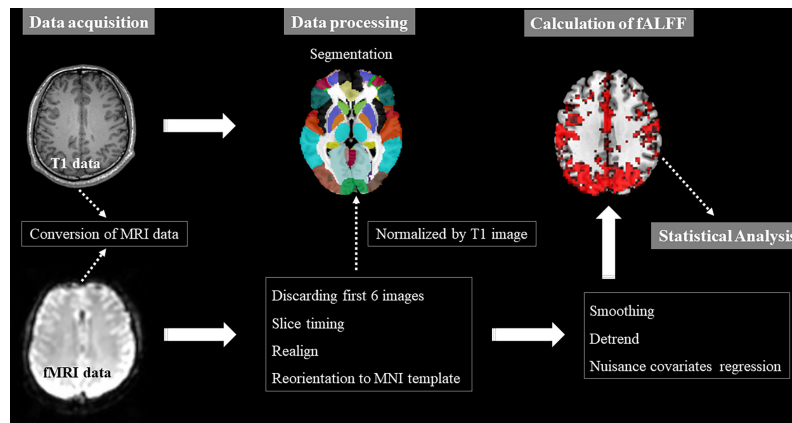 Data acquisition
Data processing
Calculation of fALFF
Segmentation
T1 data
Conversion of MRI data
Normalized by T1 image
Statistical Analysis
fMRI data
Discarding first 6 images
Slice timing
Realign
Reorientation to MNI template
Smoothing
Detrend
Nuisance covariates regression